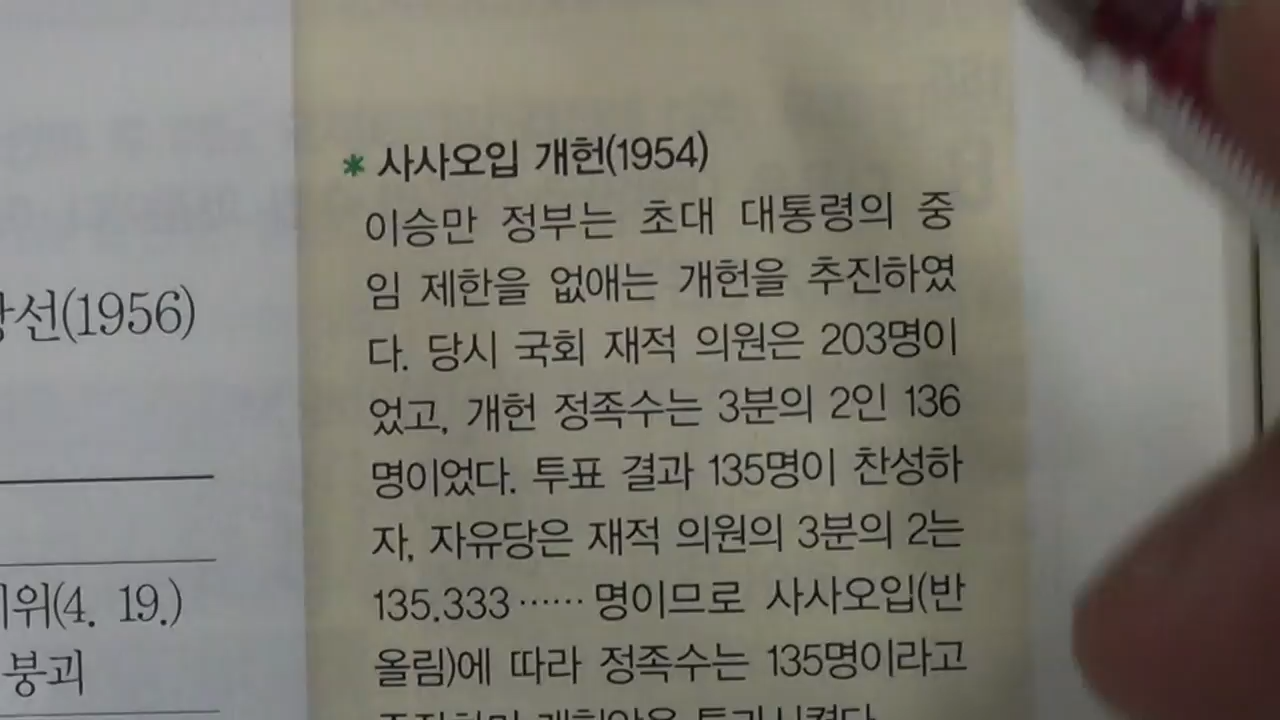 * 사사오입 개헌(1954)
이승만 정부는 초대 대통령의 중
임 제한을 없애는 개헌을 추진하였
다. 당시 국회 재적 의원은 203명이
었고, 개헌 정족수는 3분의 2인 136
명이었다. 투표 결과 135명이 찬성하
자, 자유당은 재적 의원의 3분의 2는
135.333…… 명이므로 사사오입(반
올림)에 따라 정족수는 135명이라고
선(1956)
위(4. 19.)
붕괴